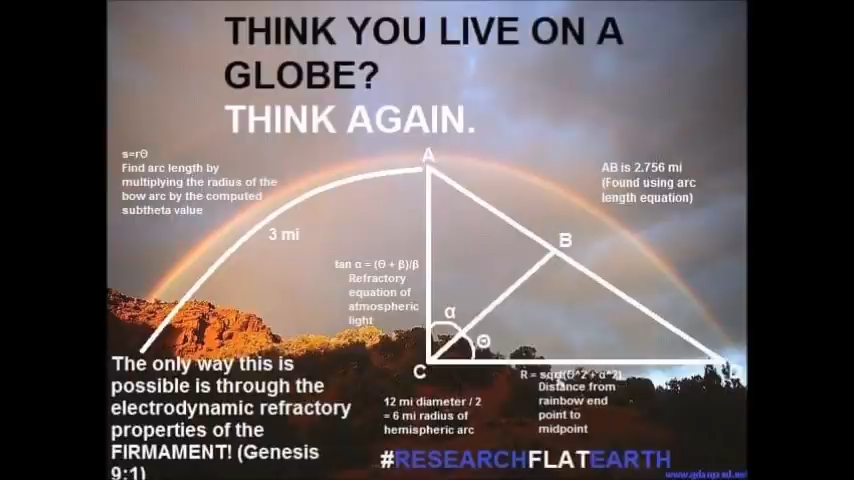 THINK YOU LIVE ON A
GLOBE?
THINK AGAIN.
s=rΘ
Find arc length by
multiplying the radius of the
bow arc by the computed
subtheta value
A
AB is 2.756 mi
(Found using arc
length equation)
3 mi
B
tan α = (Θ + β)/β
Refractory
equation of
atmospheric
light
α
Θ
C
D
The only way this is
possible is through the
electrodynamic refractory
properties of the
FIRMAMENT! (Genesis
9:1)
12 mi diameter / 2
= 6 mi radius of
hemispheric arc
R = sqrt(Θ^2 + α^2)
Distance from
rainbow end
point to
midpoint
#RESEARCHFLATEARTH